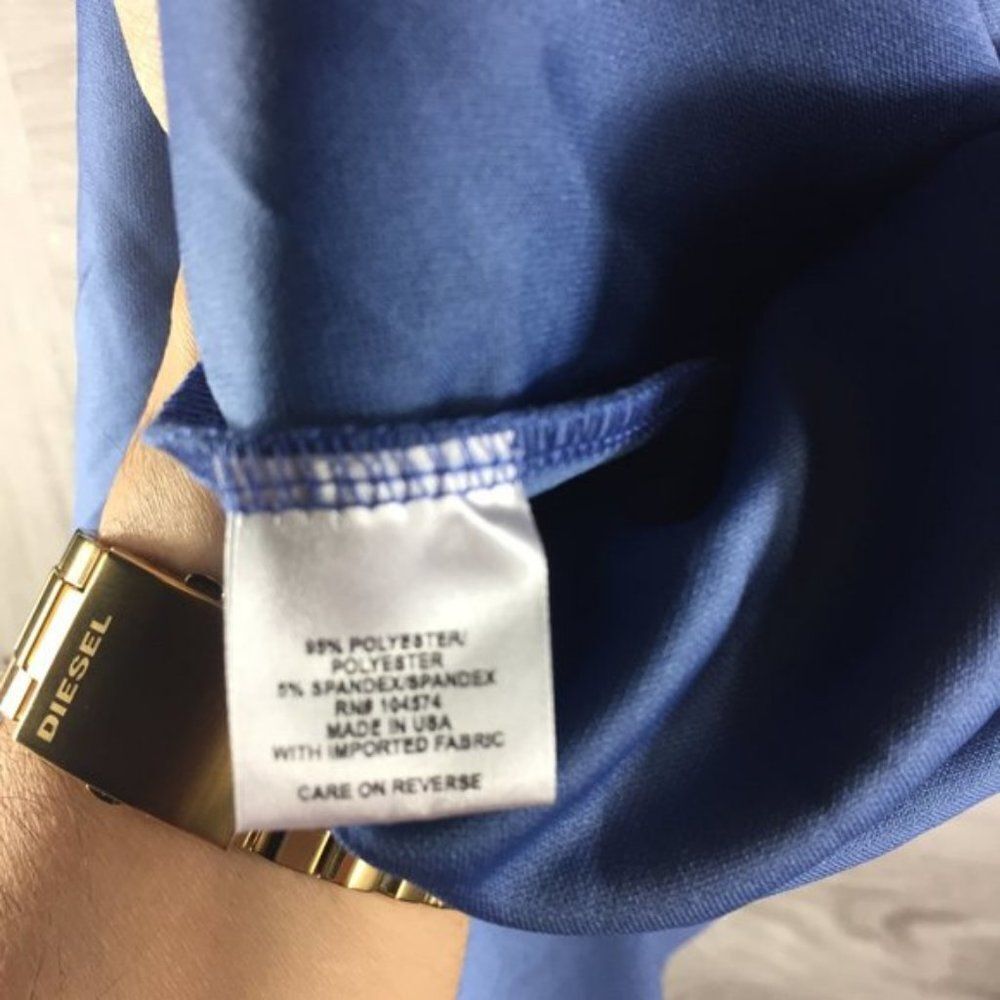 DIESEL
95% POLYESTER/
POLYESTER
5% SPANDEX/SPANDEX
RN# 104574
MADE IN USA
WITH IMPORTED FABRIC
CARE ON REVERSE